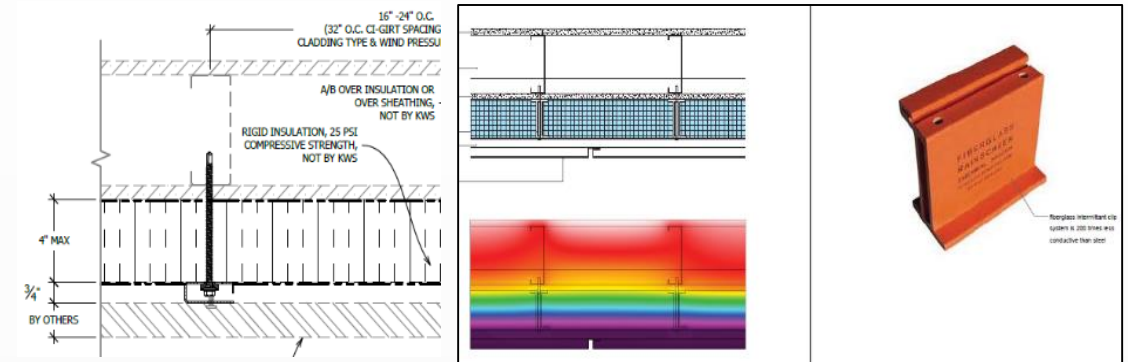 16" -24" O.C.
(32" O.C. CI-GIRT SPACING
CLADDING TYPE & WIND PRESSU
A/B OVER INSULATION OR
OVER SHEATHING, -
NOT BY KWS
RIGID INSULATION, 25 PSI
COMPRESSIVE STRENGTH,
NOT BY KWS
4" MAX
3/4"
BY OTHERS
FIBERGLASS
RAINSCREEN
fiberglass intermittant clip
system is 200 times less
conductive than steel